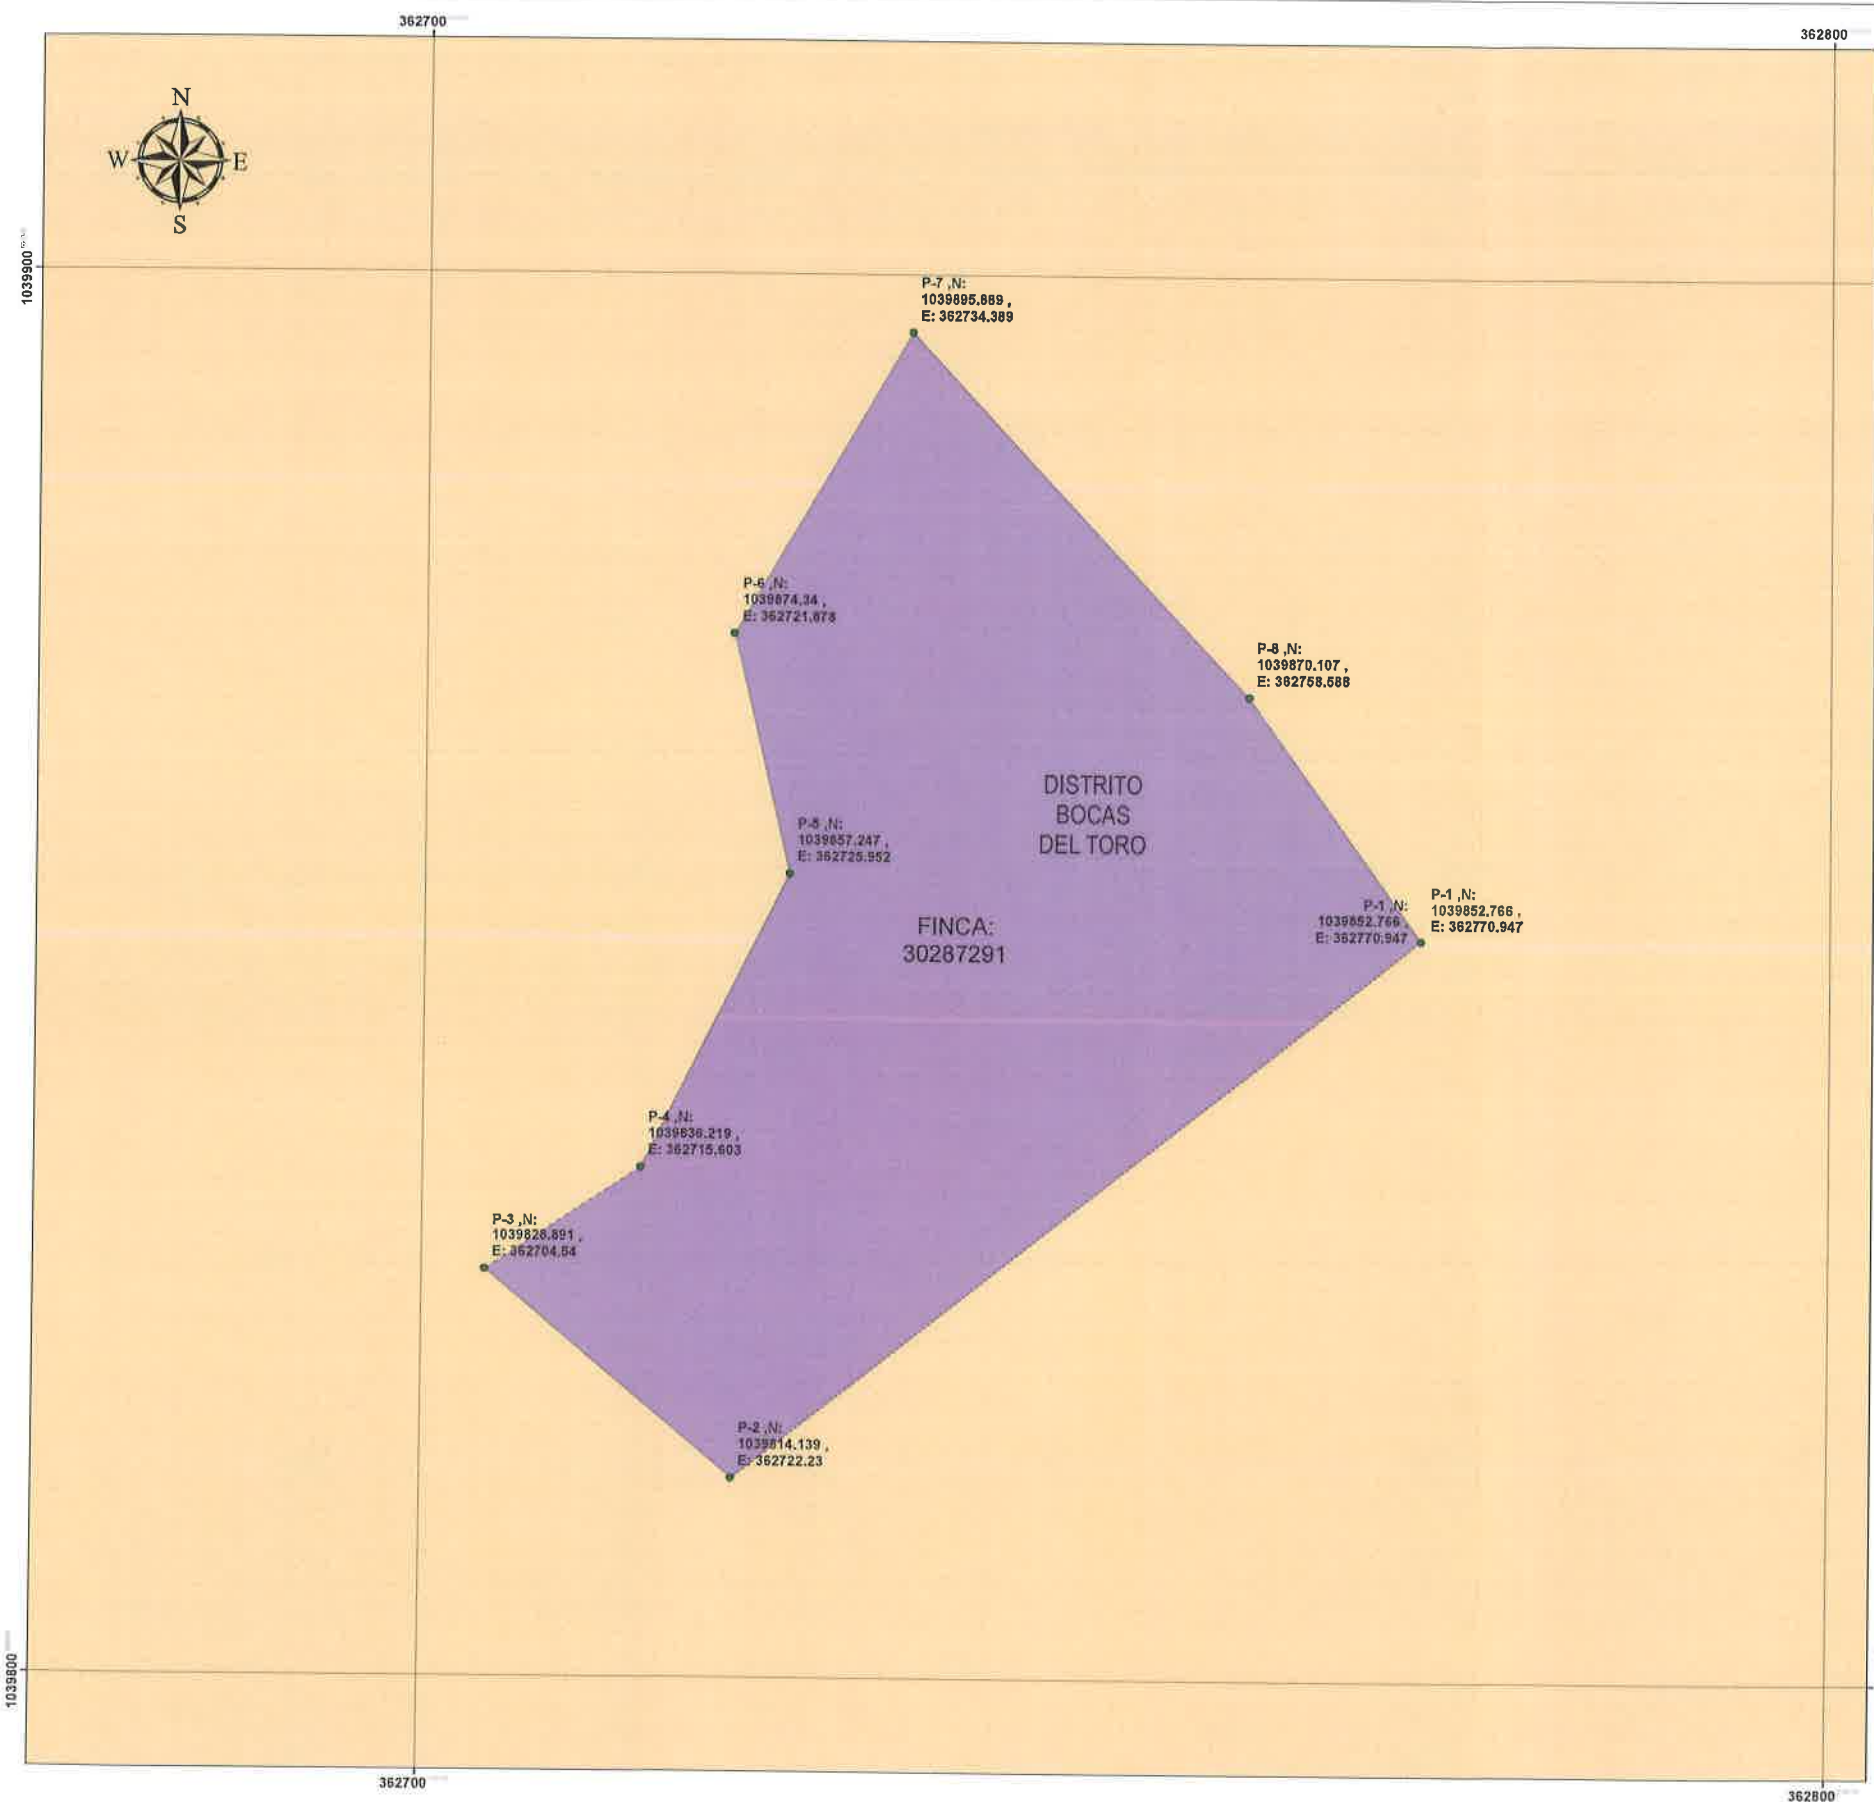 362700
362800
N
W
E
S
1039900
P-7 ,N:
1039895.889 ,
E: 362734.389
P-6 ,N:
1039874.34 ,
E: 362721.878
P-8 ,N:
1039870.107 ,
E: 362758.588
DISTRITO
BOCAS
DEL TORO
P-5 ,N:
1039857.247 ,
E: 362725.952
P-1 ,N:
1039852.766 ,
E: 362770.947
P-1 ,N:
1039852.766 ,
E: 362770.947
FINCA:
30287291
P-4 ,N:
1039836.219 ,
E: 362715.603
P-3 ,N:
1039828.891 ,
E: 362704.54
P-2 ,N:
1039814.139 ,
E: 362722.23
1039800
362700
362800